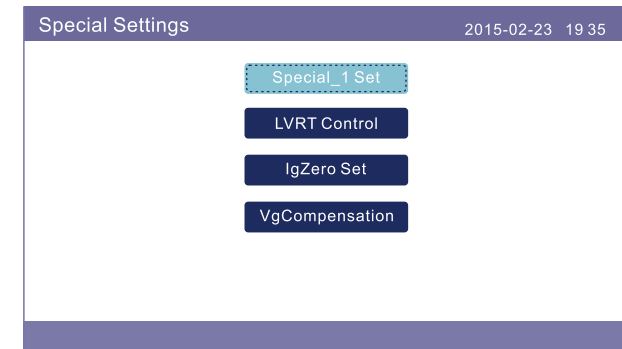 Special Settings
2015-02-23 19 35
Special_1 Set
LVRT Control
IgZero Set
VgCompensation